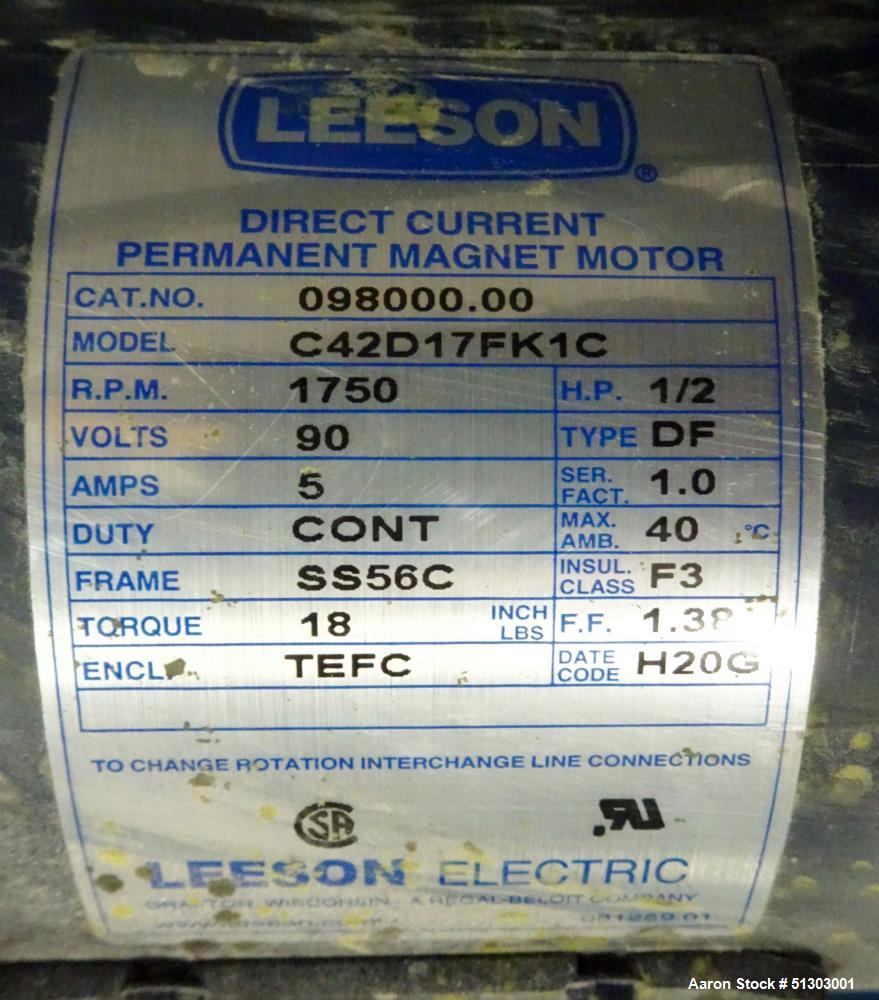 LEESON ®
DIRECT CURRENT
PERMANENT MAGNET MOTOR
CAT.NO. 098000.00
MODEL C42D17FK1C
R.P.M. 1750 H.P. 1/2
VOLTS 90 TYPE DF
AMPS 5 SER. FACT. 1.0
DUTY CONT MAX. AMB. 40 °C
FRAME SS56C INSUL. CLASS F3
TORQUE 18 INCH LBS F.F. 1.38
ENCL. TEFC DATE CODE H20G
TO CHANGE ROTATION INTERCHANGE LINE CONNECTIONS
LEESON ELECTRIC
GRAFTON, WISCONSIN A REGAL-BELOIT COMPANY
Aaron Stock # 51303001